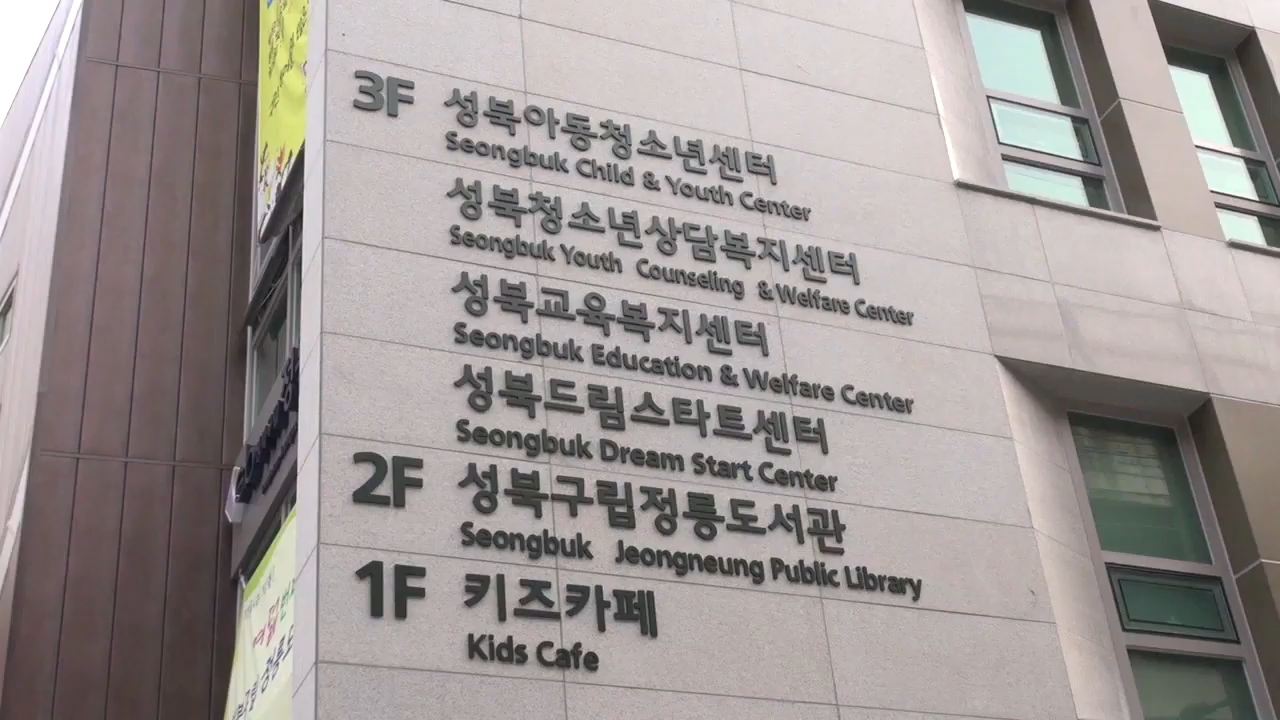 3F 성북아동청소년센터
Seongbuk Child & Youth Center
성북청소년상담복지센터
Seongbuk Youth Counseling & Welfare Center
성북교육복지센터
Seongbuk Education & Welfare Center
성북드림스타트센터
Seongbuk Dream Start Center
2F 성북구립정릉도서관
Seongbuk Jeongneung Public Library
1F 키즈카페
Kids Cafe